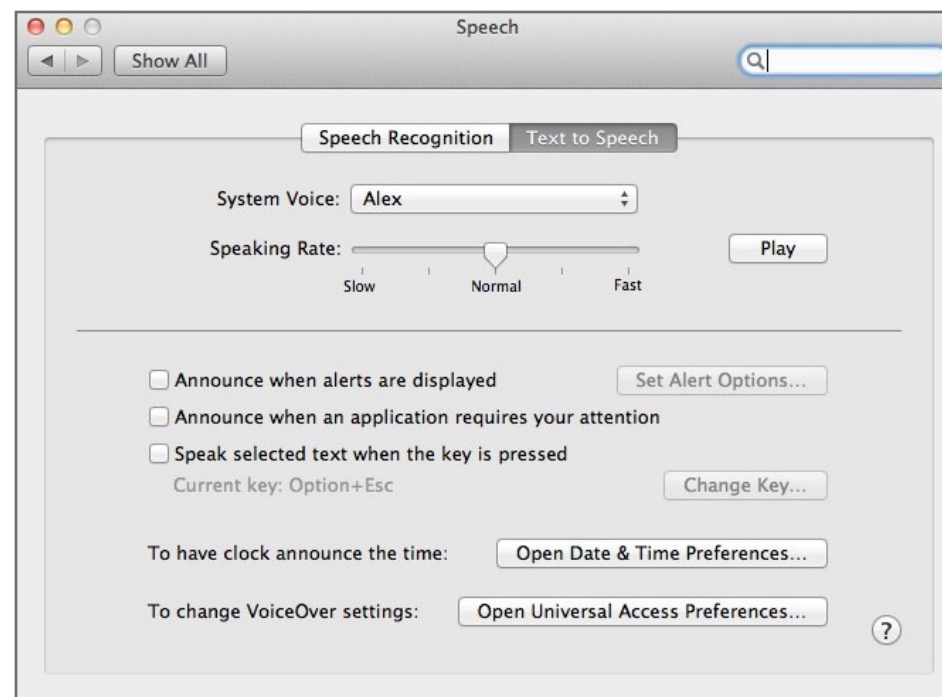 Speech
Show All
Speech Recognition Text to Speech
System Voice: Alex
Speaking Rate: Play
Slow Normal Fast
Announce when alerts are displayed Set Alert Options...
Announce when an application requires your attention
Speak selected text when the key is pressed
Current key: Option+Esc Change Key...
To have clock announce the time: Open Date & Time Preferences...
To change VoiceOver settings: Open Universal Access Preferences...
?